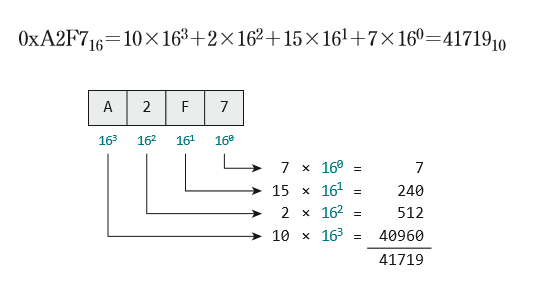 0xA2F7₁₆=10×16³+2×16²+15×16¹+7×16⁰=41719₁₀
A 2 F 7
16³ 16² 16¹ 16⁰
7 × 16⁰ = 7
15 × 16¹ = 240
2 × 16² = 512
10 × 16³ = 40960
41719